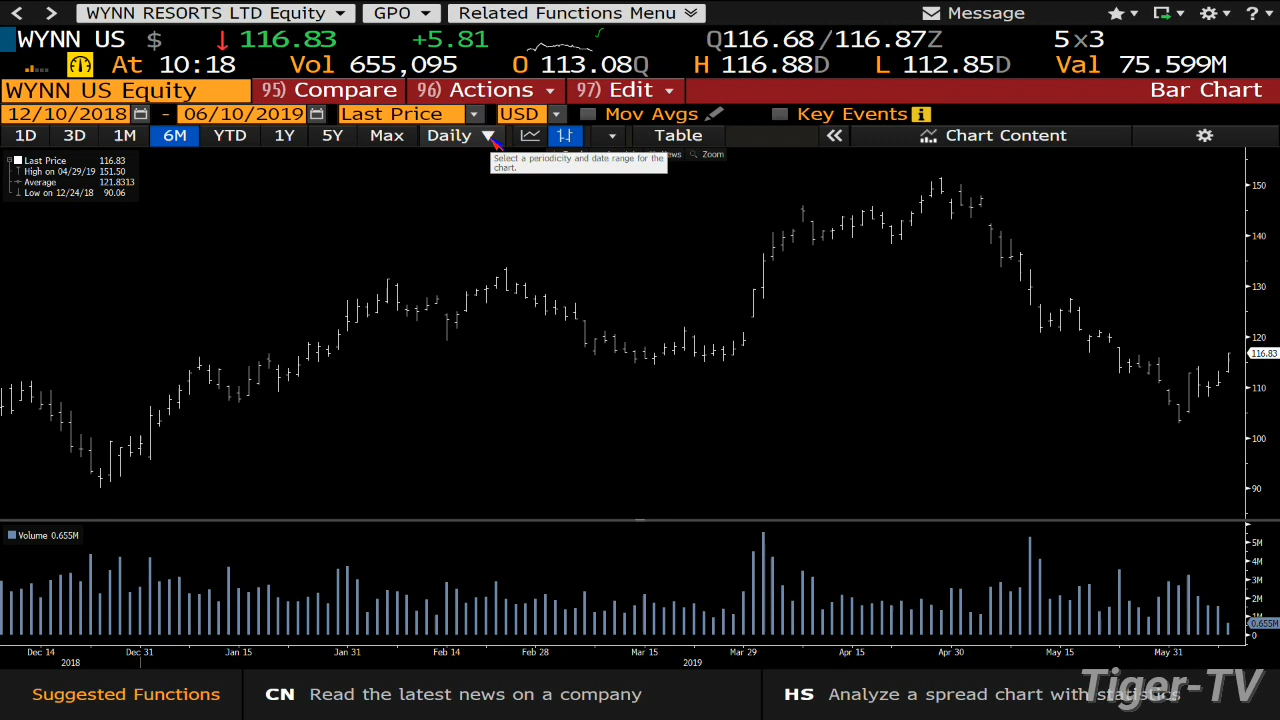 WYNN RESORTS LTD Equity GPO Related Functions Menu Message ?
WYNN US $ ↓ 116.83 +5.81 Q116.68 /116.87Z 5x3
At 10:18 Vol 655,095 O 113.08Q H 116.88D L 112.85D Val 75.599M
WYNN US Equity 95) Compare 96) Actions 97) Edit Bar Chart
12/10/2018 - 06/10/2019 Last Price USD Mov Avgs Key Events i
1D 3D 1M 6M YTD 1Y 5Y Max Daily Table Chart Content
Select a periodicity and date range for the
chart.
Zoom
Last Price 116.83
High on 04/29/19 151.50
Average 121.8313
Low on 12/24/18 90.06
150
140
130
120
116.83
110
100
90
Volume 0.655M
5M
4M
3M
2M
1M
0.655M
0
Dec 14 Dec 31 Jan 15 Jan 31 Feb 14 Feb 28 Mar 15 Mar 29 Apr 15 Apr 30 May 15 May 31
2018 2019
Suggested Functions CN Read the latest news on a company HS Analyze a spread chart with statistics
Tiger-TV